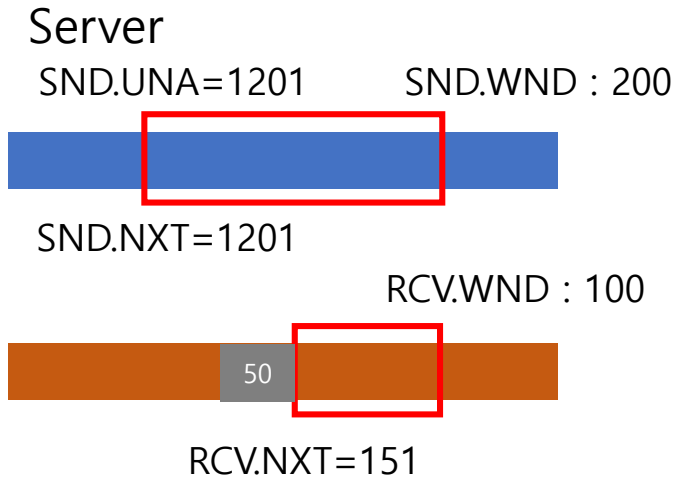 Server
SND.UNA=1201 SND.WND : 200
SND.NXT=1201
RCV.WND : 100
50
RCV.NXT=151